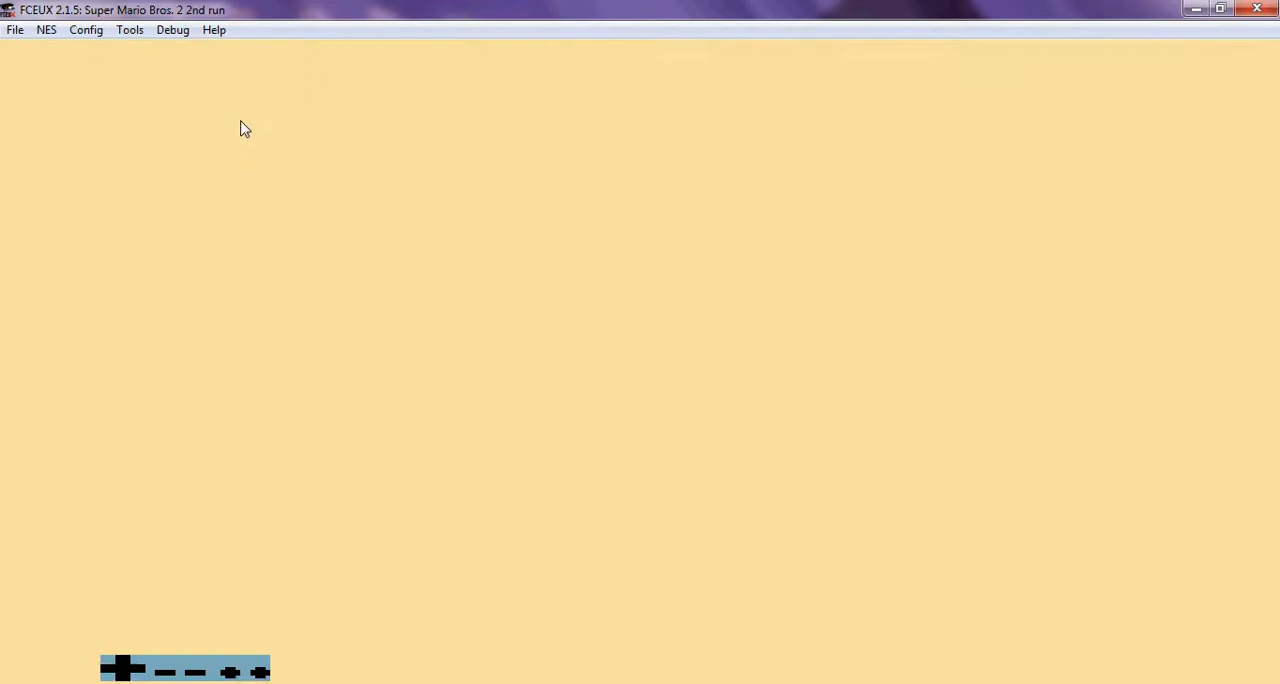 FCEUX 2.1.5: Super Mario Bros. 2 2nd run
File NES Config Tools Debug Help